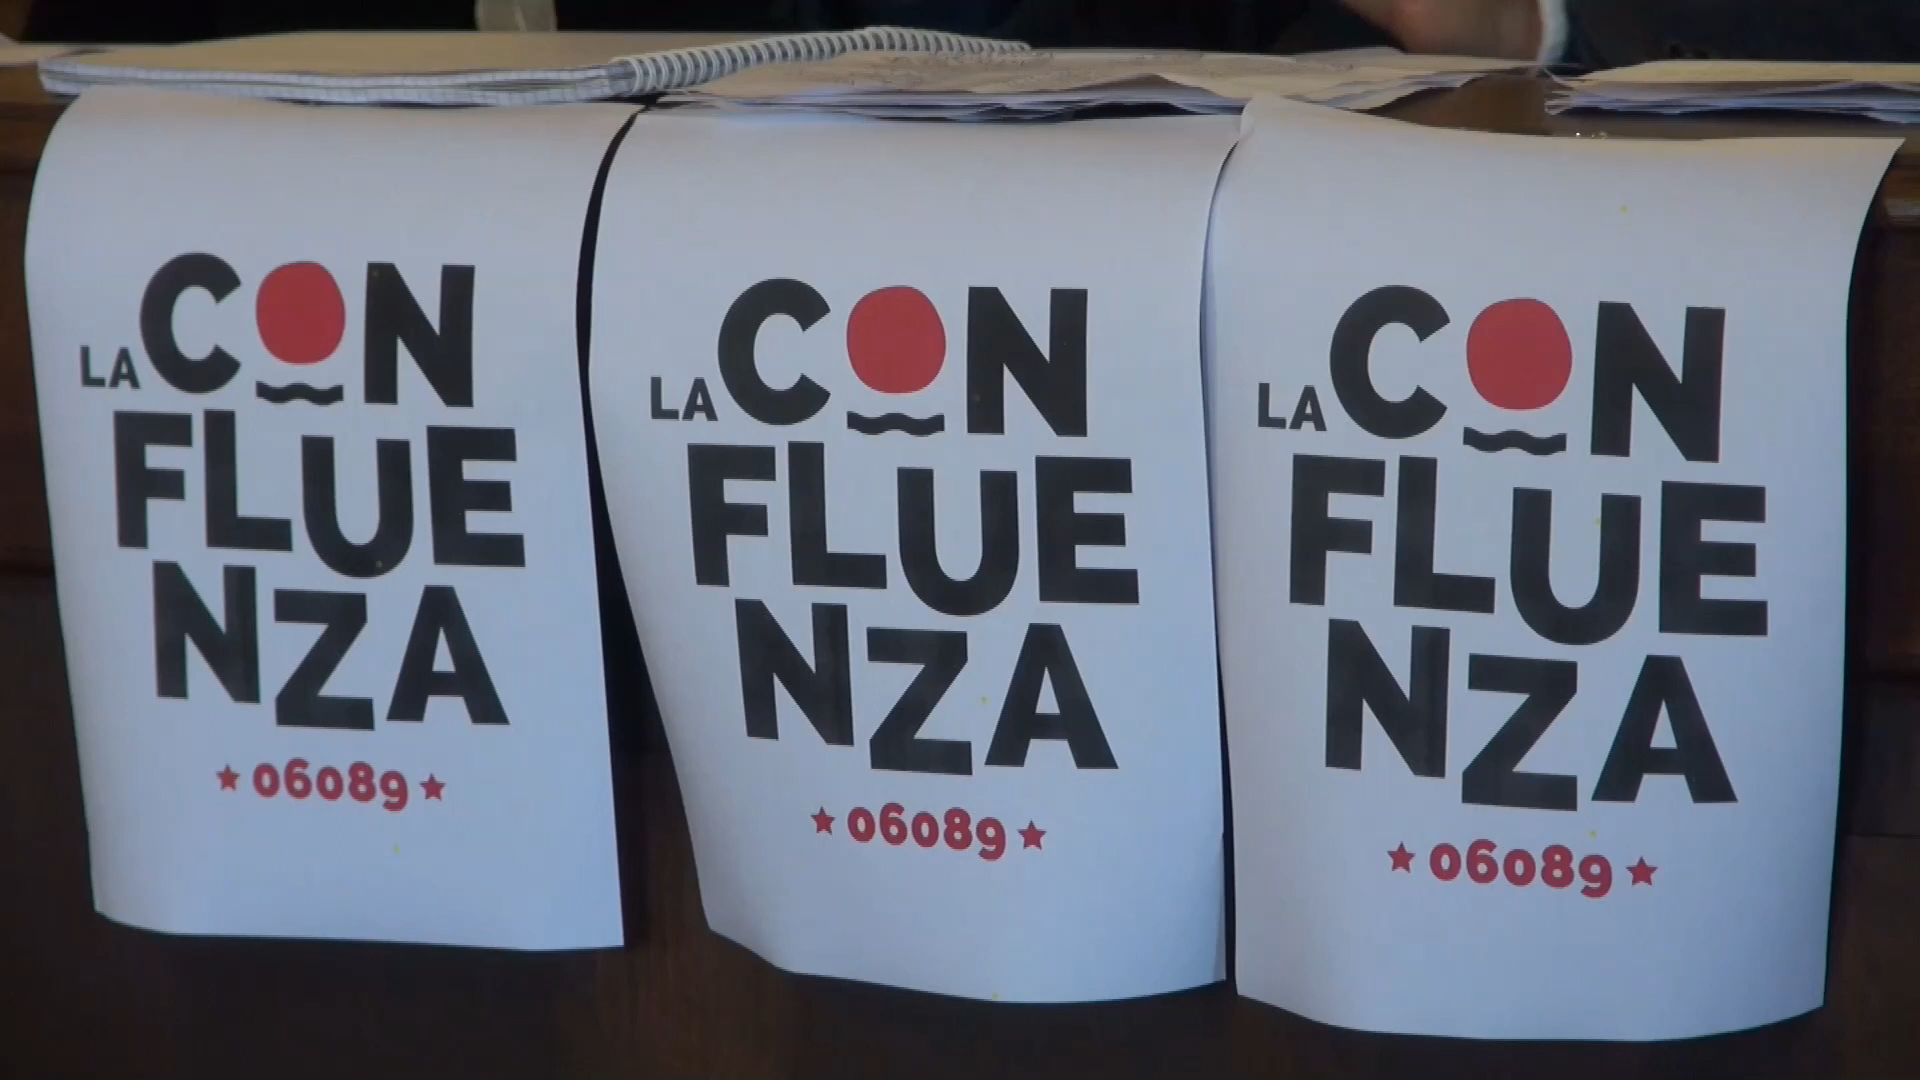 LA CON
FLUE
NZA
★ 06089 ★
LA CON
FLUE
NZA
★ 06089 ★
LA CON
FLUE
NZA
★ 06089 ★